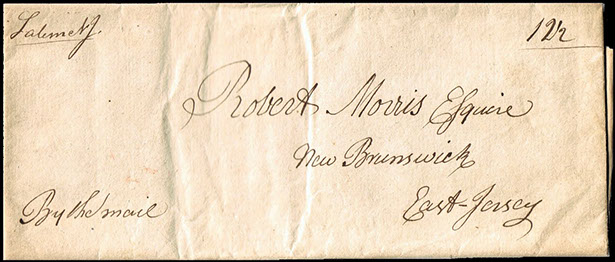 Salem NJ.
12½
Robert Morris Esquire
New Brunswick
East-Jersey
By the mail